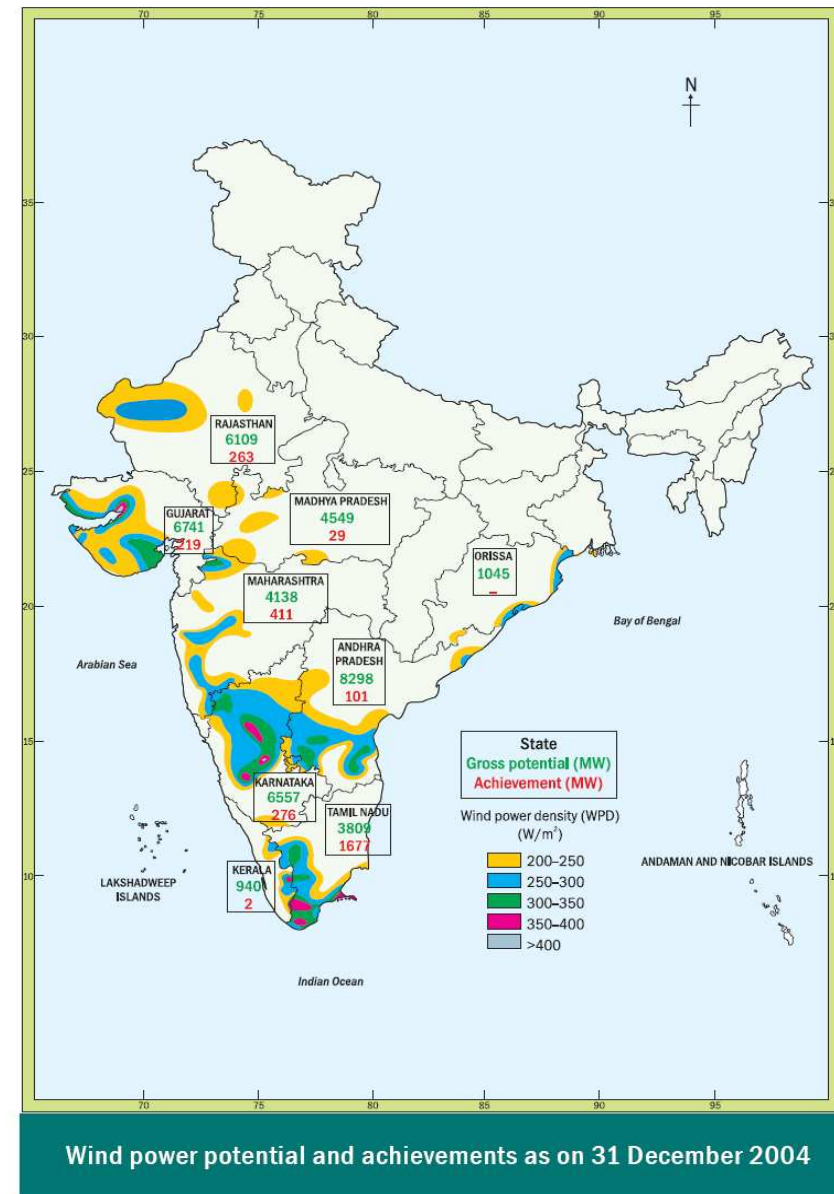 70 75 80 85 90 95
N
35
30
25
20
15
10
RAJASTHAN
6109
263
GUJARAT
6741
219
MADHYA PRADESH
4549
29
ORISSA
1045
–
MAHARASHTRA
4138
411
Bay of Bengal
ANDHRA
PRADESH
8298
101
Arabian Sea
State
Gross potential (MW)
Achievement (MW)
KARNATAKA
6557
276
TAMIL NADU
3809
1677
Wind power density (WPD)
(W/m²)
200–250
250–300
300–350
350–400
>400
ANDAMAN AND NICOBAR ISLANDS
KERALA
940
2
LAKSHADWEEP
ISLANDS
Indian Ocean
70 75 80 85 90 95
Wind power potential and achievements as on 31 December 2004